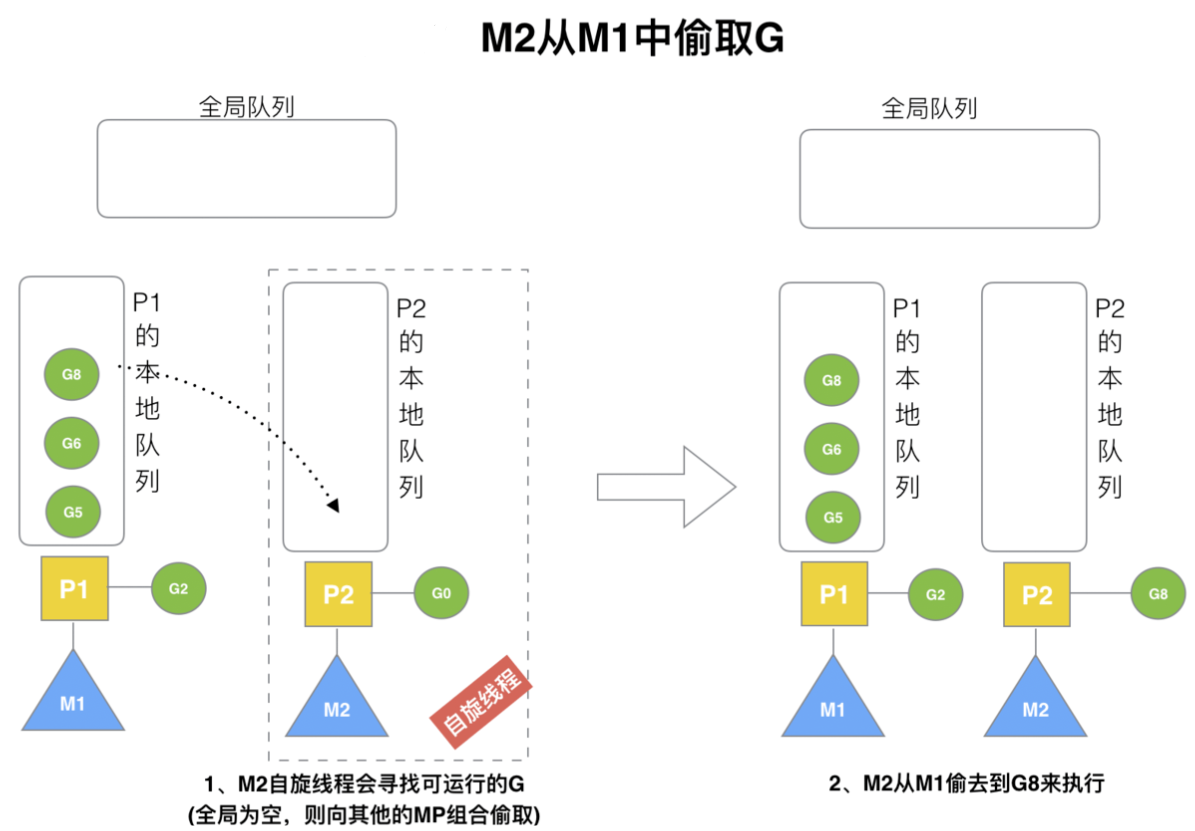 M2从M1中偷取G
全局队列
P1的本地队列
G8
G6
G5
P1
G2
M1
P2的本地队列
P2
G0
M2
自旋线程
1、M2自旋线程会寻找可运行的G
(全局为空，则向其他的MP组合偷取)
全局队列
P1的本地队列
G8
G6
G5
P1
G2
M1
P2的本地队列
P2
G8
M2
2、M2从M1偷去到G8来执行